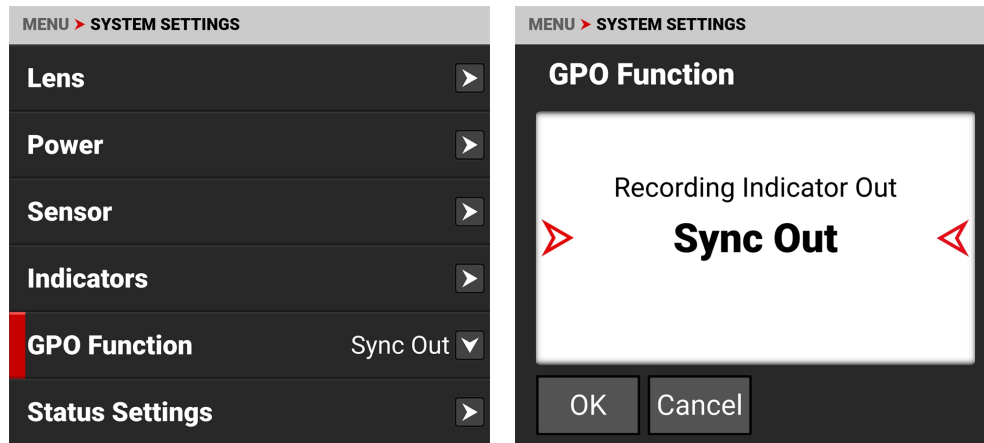 MENU ➤ SYSTEM SETTINGS
Lens
Power
Sensor
Indicators
GPO Function Sync Out
Status Settings
MENU ➤ SYSTEM SETTINGS
GPO Function
Recording Indicator Out
Sync Out
OK Cancel